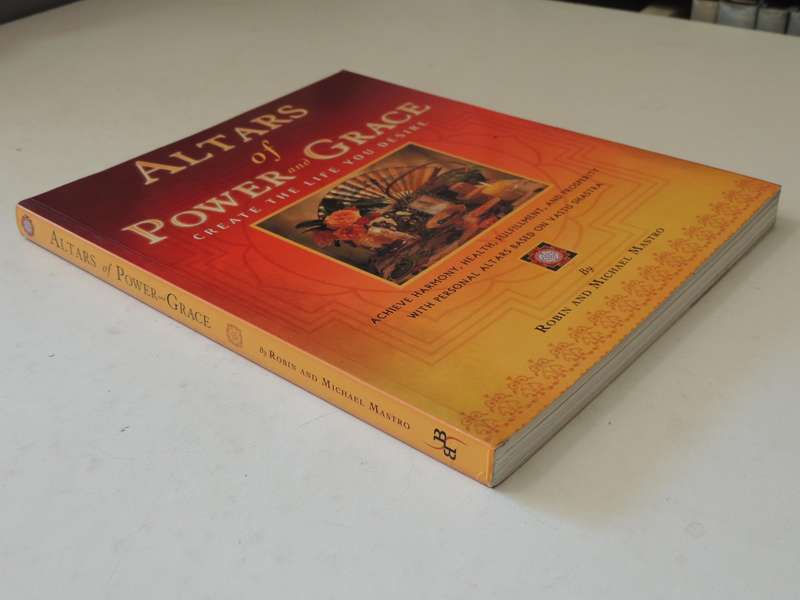 ALTARS
of
POWER and GRACE
CREATE THE LIFE YOU DESIRE
ACHIEVE HARMONY, HEALTH, FULFILLMENT, AND PROSPERITY
WITH PERSONAL ALTARS BASED ON VASTU SHASTRA
By
ROBIN AND MICHAEL MASTRO
ALTARS of POWER and GRACE
By ROBIN AND MICHAEL MASTRO
BB